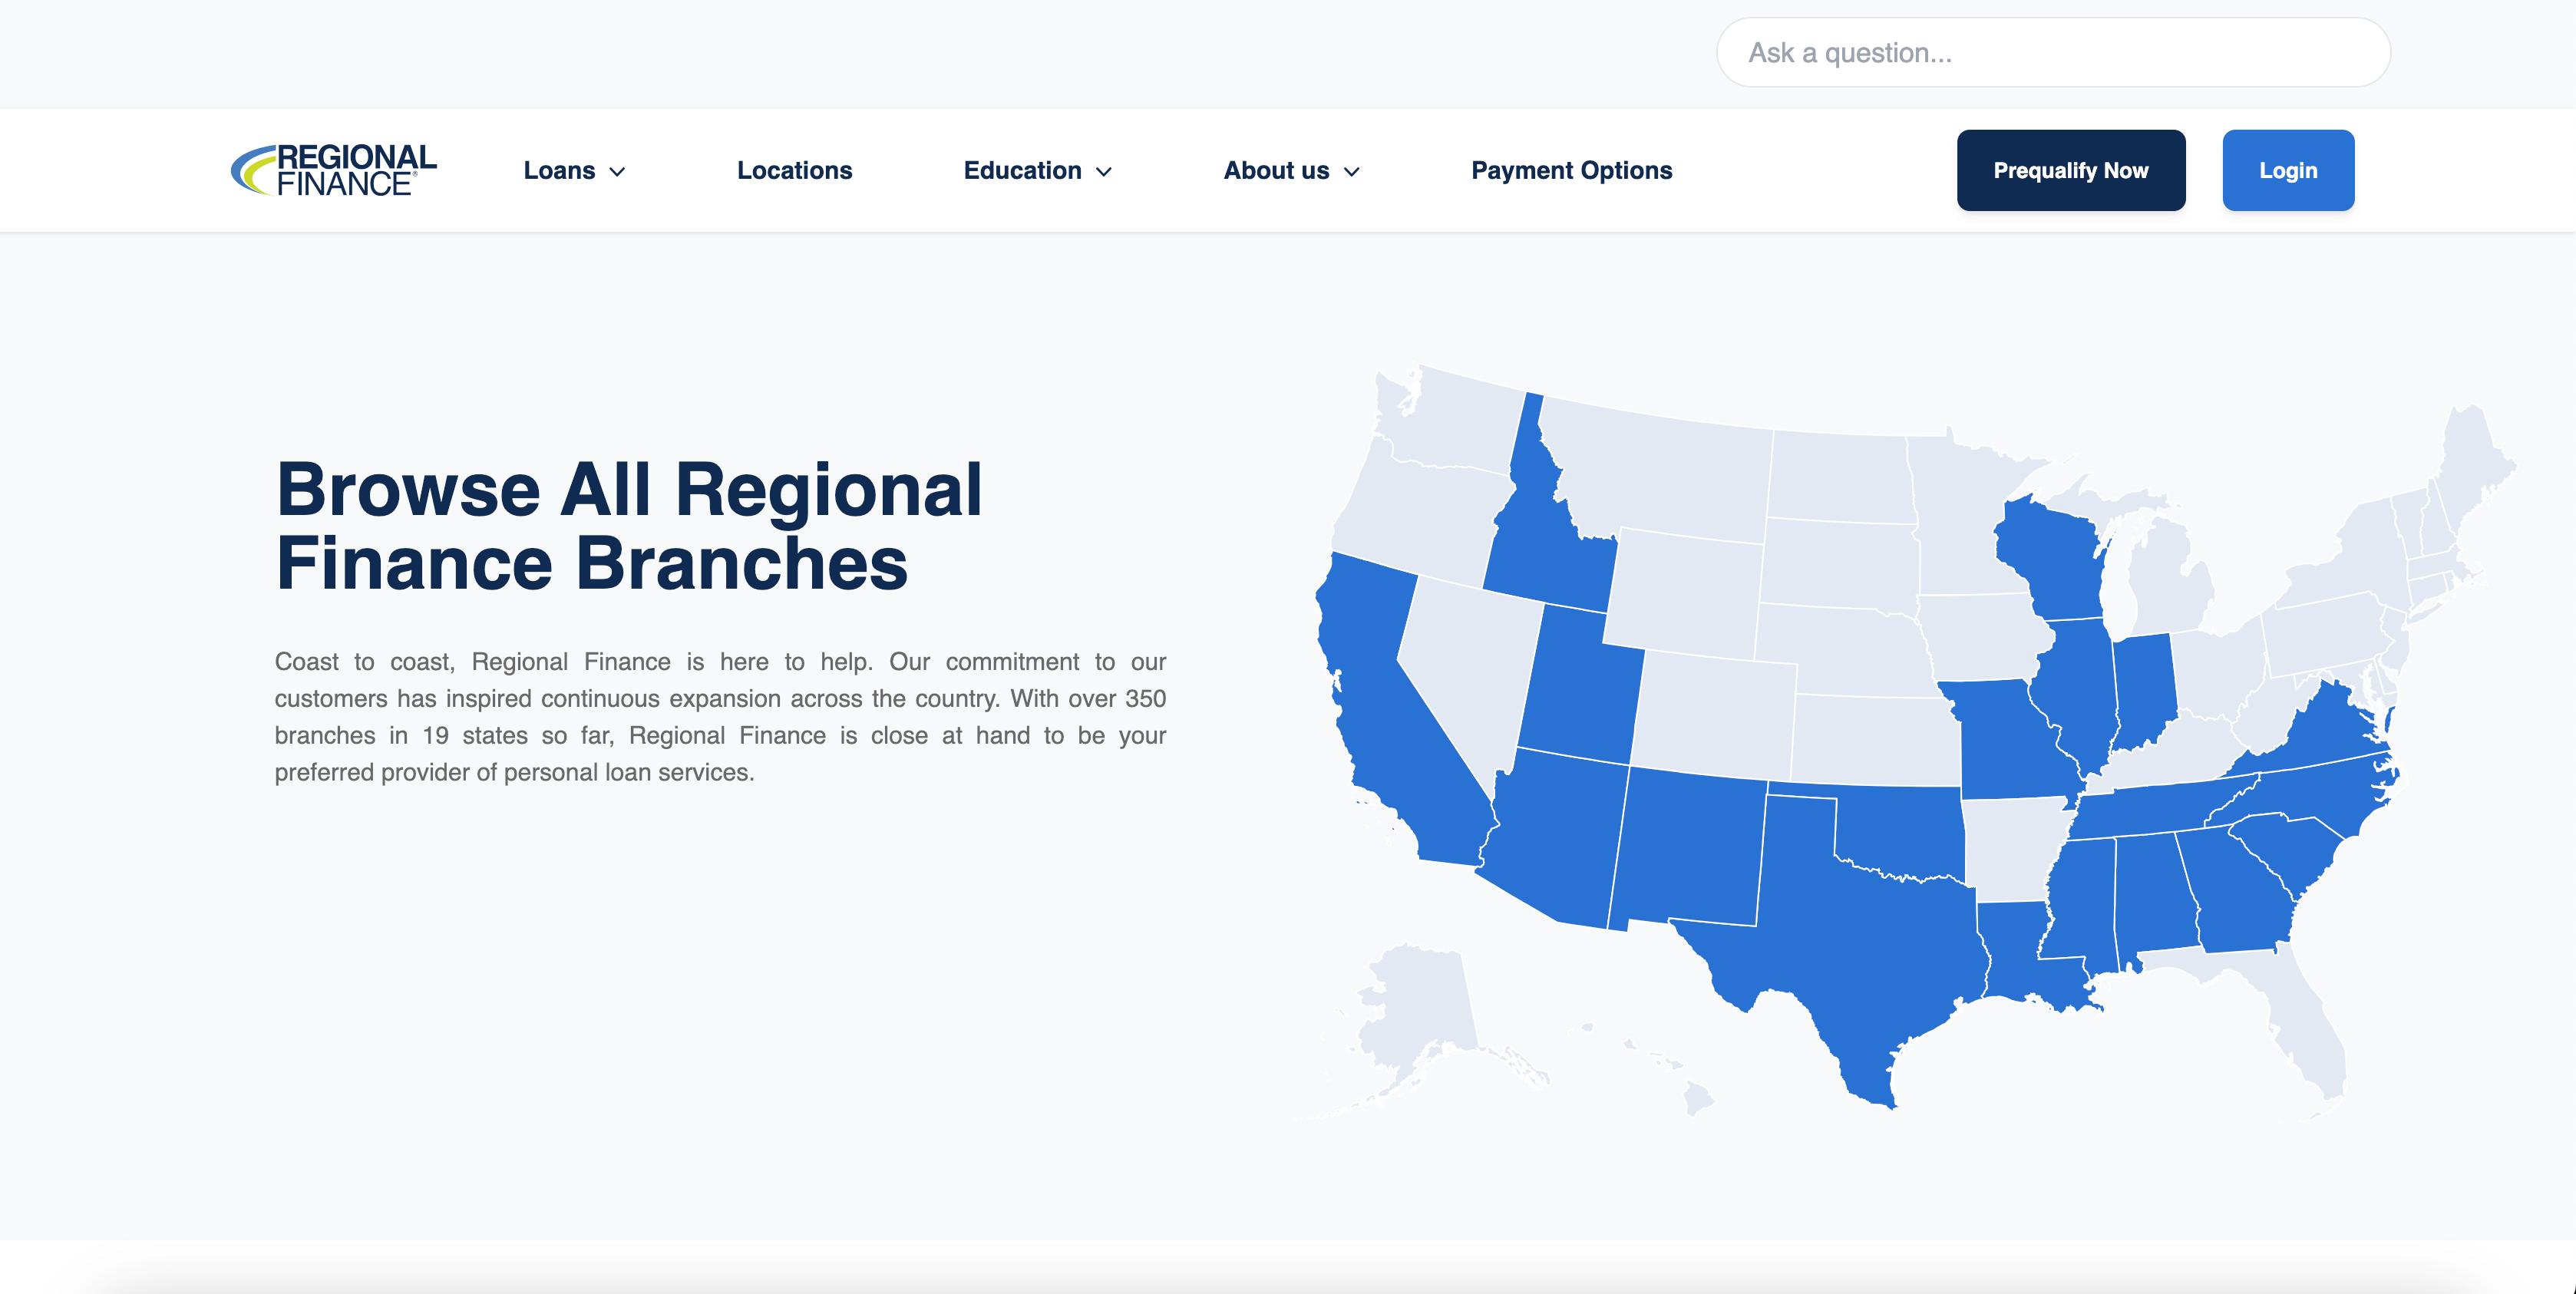 Ask a question...
REGIONAL
FINANCE®
Loans
Locations
Education
About us
Payment Options
Prequalify Now
Login
Browse All Regional
Finance Branches
Coast to coast, Regional Finance is here to help. Our commitment to our
customers has inspired continuous expansion across the country. With over 350
branches in 19 states so far, Regional Finance is close at hand to be your
preferred provider of personal loan services.